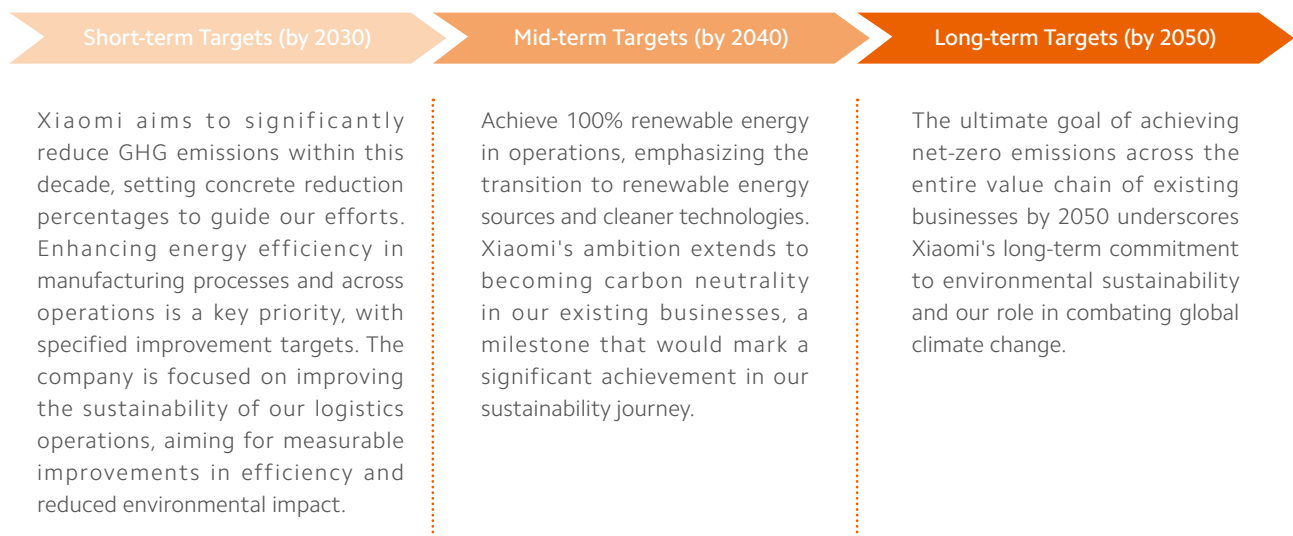 Short-term Targets (by 2030)
Mid-term Targets (by 2040)
Long-term Targets (by 2050)
Xiaomi aims to significantly
reduce GHG emissions within this
decade, setting concrete reduction
percentages to guide our efforts.
Enhancing energy efficiency in
manufacturing processes and across
operations is a key priority, with
specified improvement targets. The
company is focused on improving
the sustainability of our logistics
operations, aiming for measurable
improvements in efficiency and
reduced environmental impact.
Achieve 100% renewable energy
in operations, emphasizing the
transition to renewable energy
sources and cleaner technologies.
Xiaomi's ambition extends to
becoming carbon neutrality
in our existing businesses, a
milestone that would mark a
significant achievement in our
sustainability journey.
The ultimate goal of achieving
net-zero emissions across the
entire value chain of existing
businesses by 2050 underscores
Xiaomi's long-term commitment
to environmental sustainability
and our role in combating global
climate change.